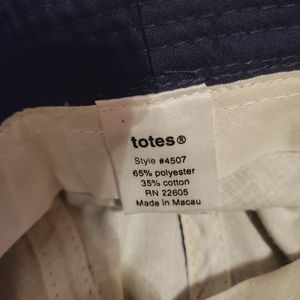 totes®
Style #4507
65% polyester
35% cotton
RN 22605
Made in Macau